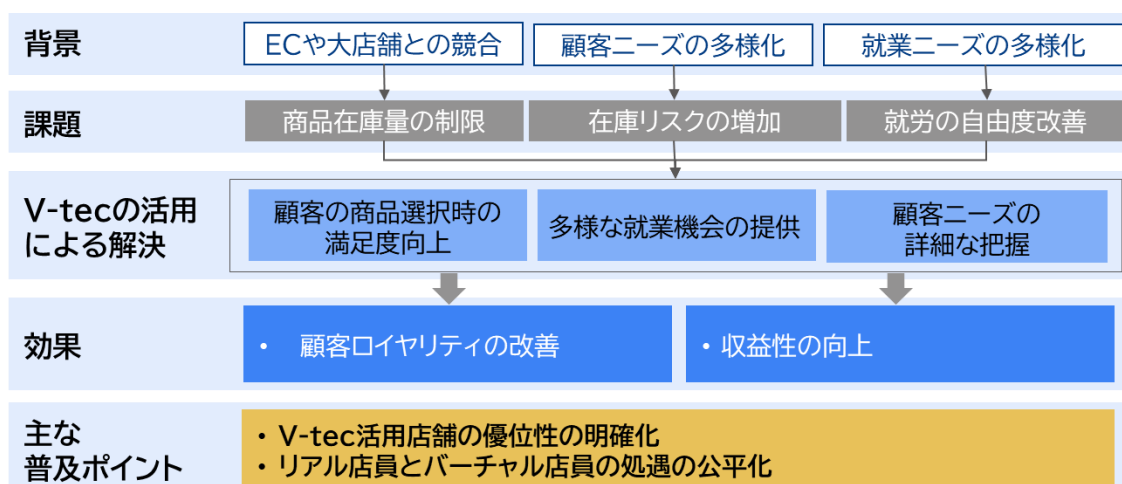 背景
ECや大店舗との競合
顧客ニーズの多様化
就業ニーズの多様化
課題
商品在庫量の制限
在庫リスクの増加
就労の自由度改善
V-tecの活用
による解決
顧客の商品選択時の
満足度向上
多様な就業機会の提供
顧客ニーズの
詳細な把握
効果
• 顧客ロイヤリティの改善
• 収益性の向上
主な
普及ポイント
• V-tec活用店舗の優位性の明確化
• リアル店員とバーチャル店員の処遇の公平化